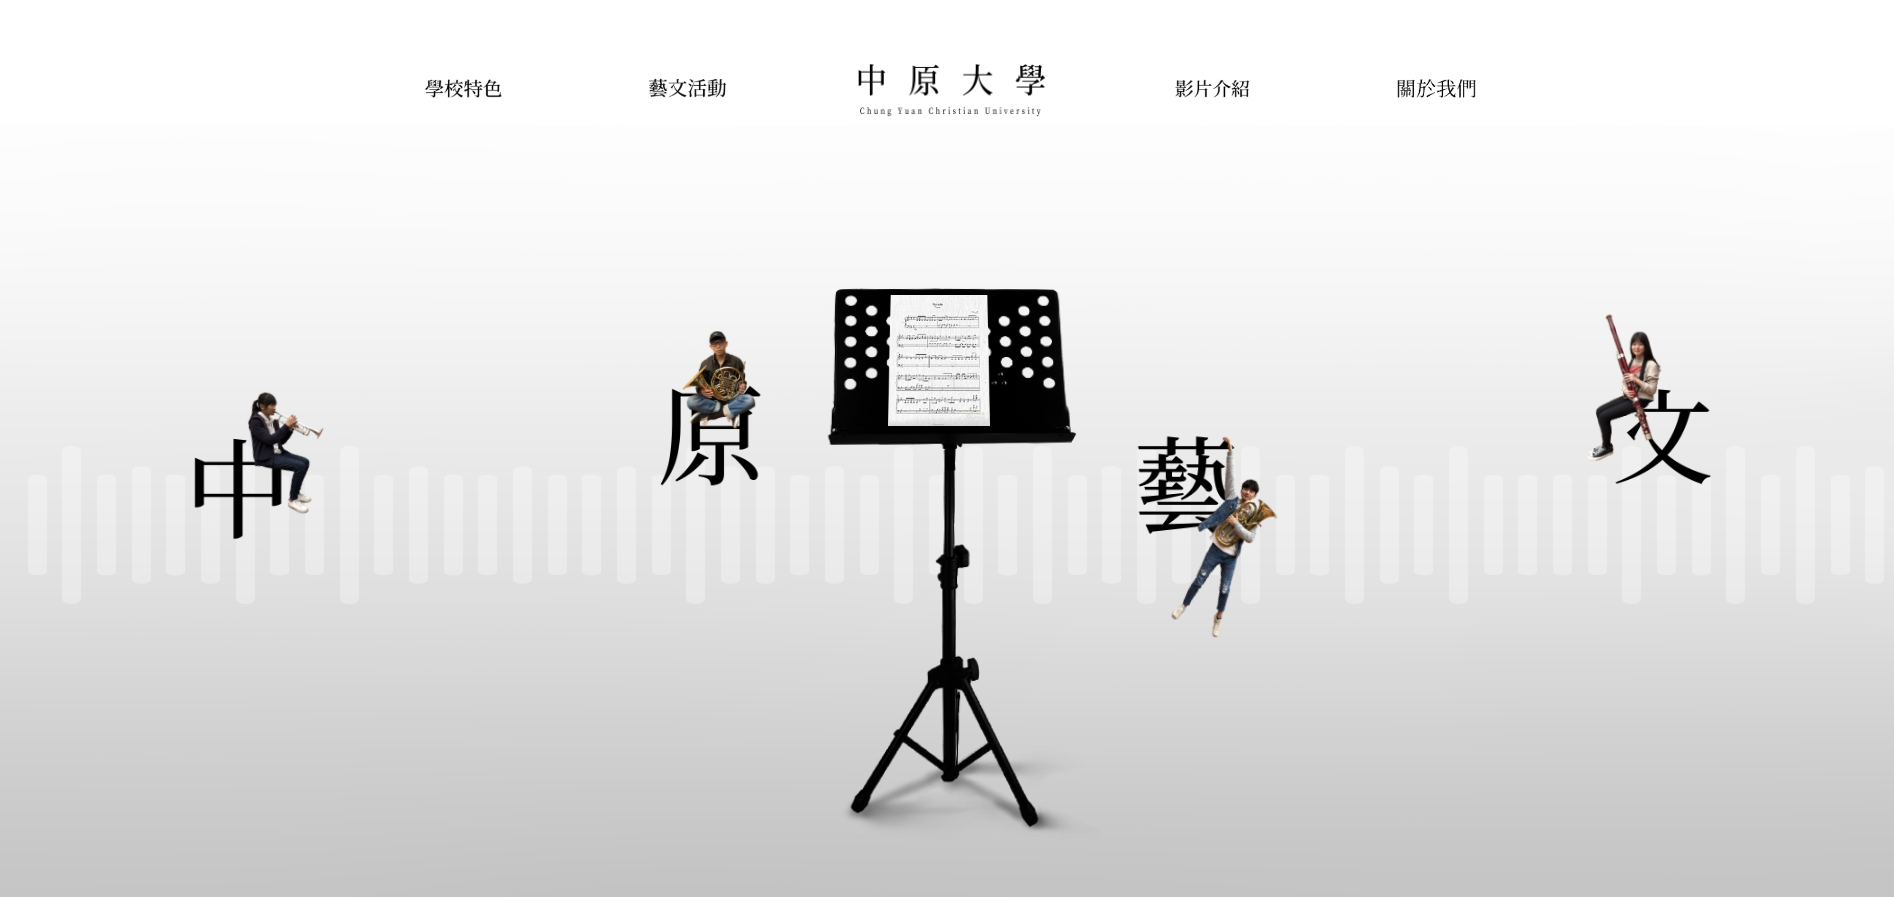 學校特色
藝文活動
中原大學
Chung Yuan Christian University
影片介紹
關於我們
中
原
藝
文